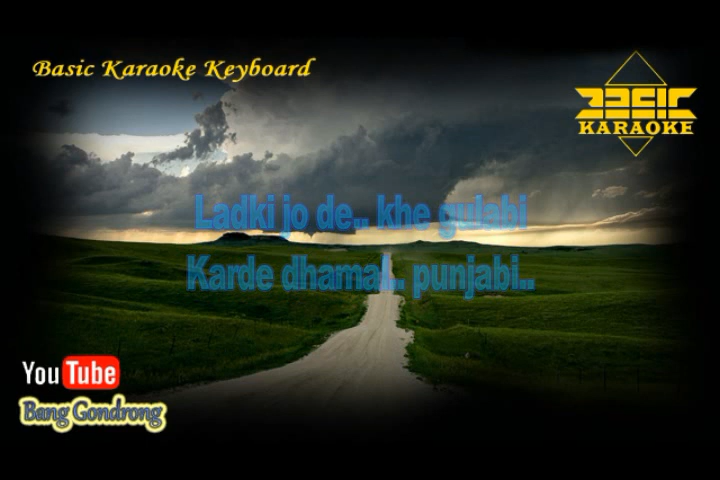 Basic Karaoke Keyboard
BASIC
KARAOKE
Ladki jo de.. khe gulabi
Karde dhamal.. punjabi..
YouTube
Bang Gondrong